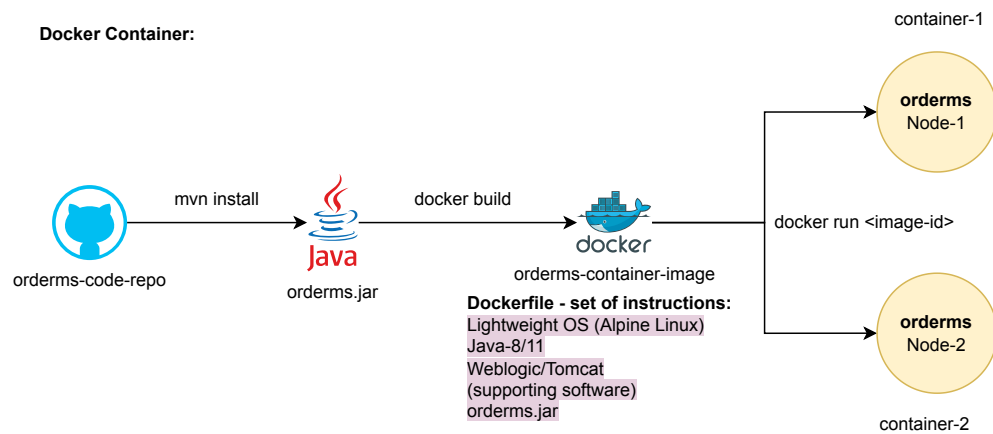 Docker Container:
container-1
orderms
Node-1
mvn install
docker build
Java
docker
docker run <image-id>
orderms-code-repo
orderms.jar
orderms-container-image
Dockerfile - set of instructions:
Lightweight OS (Alpine Linux)
Java-8/11
Weblogic/Tomcat
(supporting software)
orderms.jar
orderms
Node-2
container-2